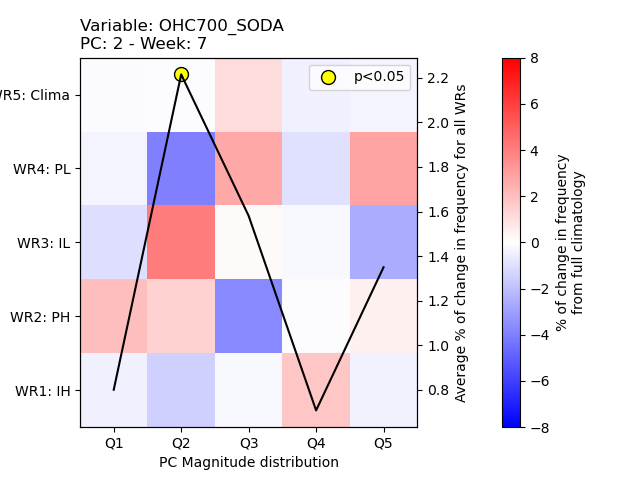 Variable: OHC700_SODA
PC: 2 - Week: 7
p<0.05
WR5: Clima
WR4: PL
WR3: IL
WR2: PH
WR1: IH
Q1 Q2 Q3 Q4 Q5
PC Magnitude distribution
2.2
2.0
1.8
1.6
1.4
1.2
1.0
0.8
Average % of change in frequency for all WRs
8
6
4
2
0
−2
−4
−6
−8
% of change in frequency
from full climatology